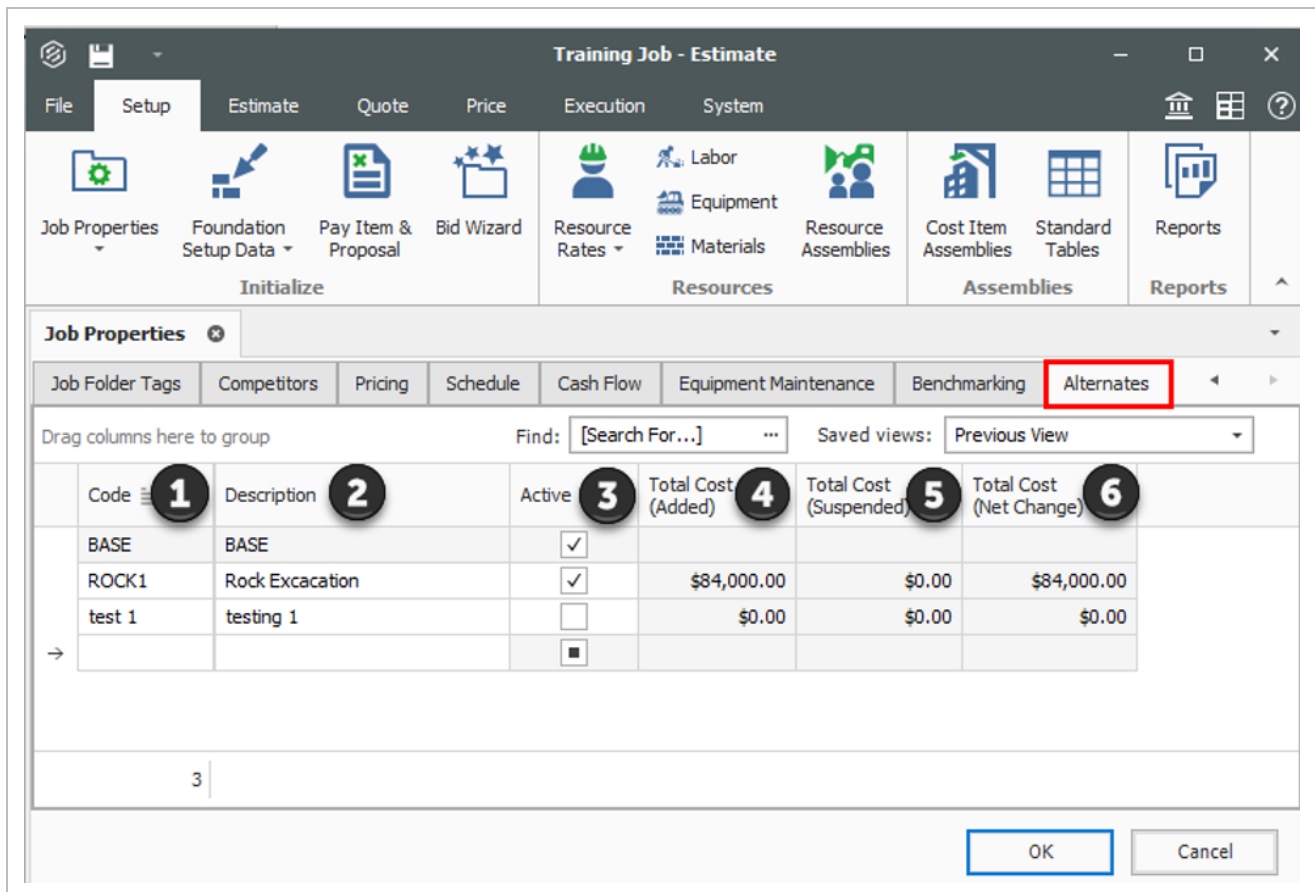 Training Job - Estimate
File Setup Estimate Quote Price Execution System
Labor
Equipment
Materials
Job Properties
Foundation
Setup Data
Pay Item &
Proposal
Bid Wizard
Resource
Rates
Resource
Assemblies
Cost Item
Assemblies
Standard
Tables
Reports
Initialize Resources Assemblies Reports
Job Properties
Job Folder Tags Competitors Pricing Schedule Cash Flow Equipment Maintenance Benchmarking Alternates
Drag columns here to group Find: [Search For...] ... Saved views: Previous View
Code 1 Description 2 Active 3
Total Cost
(Added) 4
Total Cost
(Suspended) 5
Total Cost
(Net Change) 6
BASE BASE
ROCK1 Rock Excacation $84,000.00 $0.00 $84,000.00
test 1 testing 1 $0.00 $0.00 $0.00
3
OK Cancel